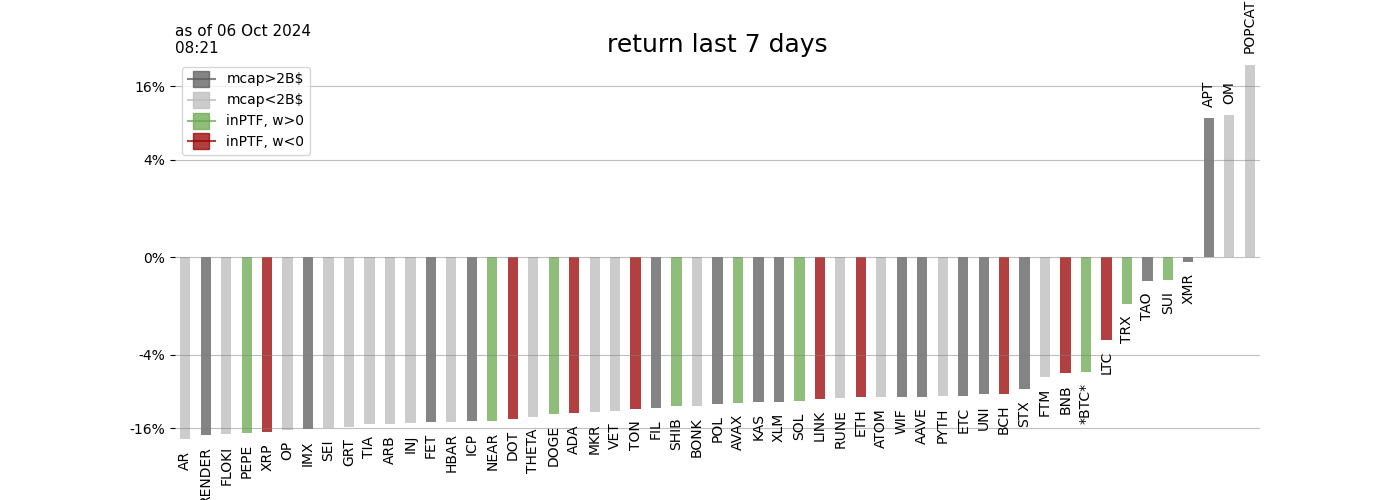 as of 06 Oct 2024
08:21
return last 7 days
mcap>2B$
mcap<2B$
inPTF, w>0
inPTF, w<0
16%
4%
0%
-4%
-16%
AR
RENDER
FLOKI
PEPE
XRP
OP
IMX
SEI
GRT
TIA
ARB
INJ
FET
HBAR
ICP
NEAR
DOT
THETA
DOGE
ADA
MKR
VET
TON
FIL
SHIB
BONK
POL
AVAX
KAS
XLM
SOL
LINK
RUNE
ETH
ATOM
WIF
AAVE
PYTH
ETC
UNI
BCH
STX
FTM
BNB
*BTC*
LTC
TRX
TAO
SUI
XMR
APT
OM
POPCAT